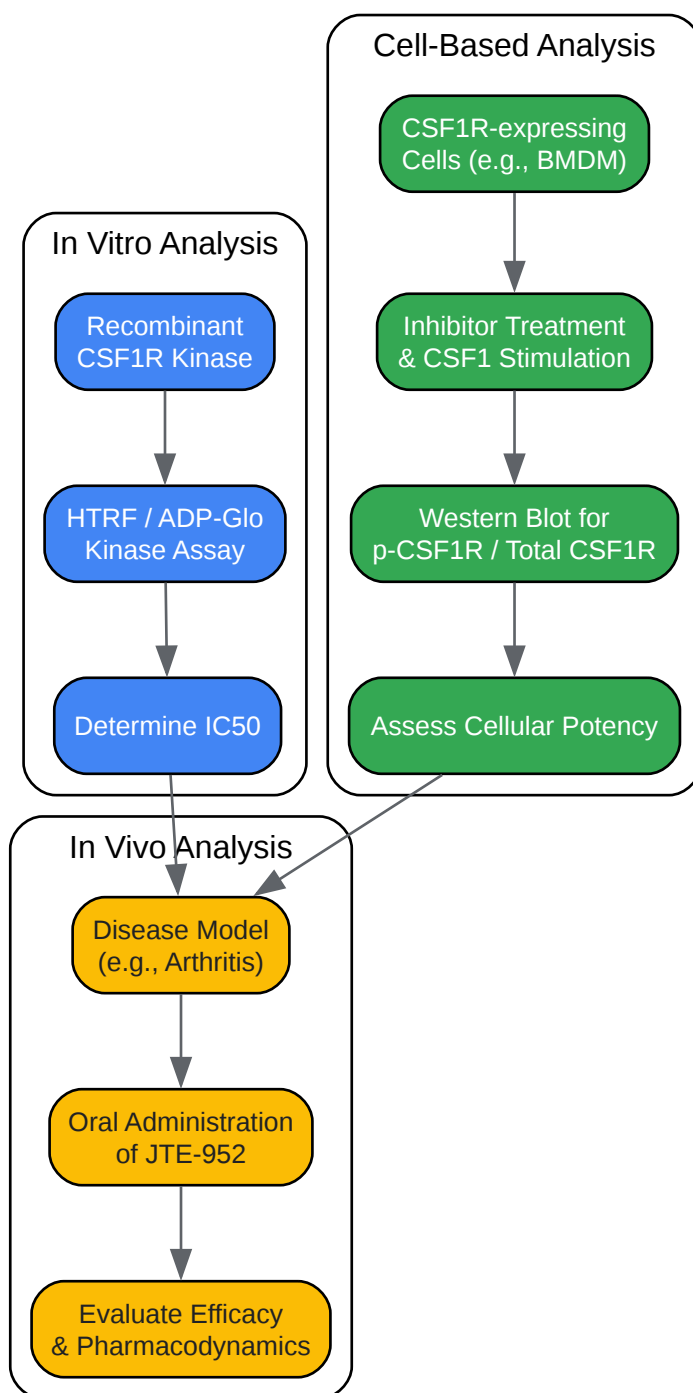 Cell-Based Analysis
CSF1R-expressing
Cells (e.g., BMDM)
Inhibitor Treatment
& CSF1 Stimulation
Western Blot for
p-CSF1R / Total CSF1R
Assess Cellular Potency
In Vitro Analysis
Recombinant
CSF1R Kinase
HTRF / ADP-Glo
Kinase Assay
Determine IC50
In Vivo Analysis
Disease Model
(e.g., Arthritis)
Oral Administration
of JTE-952
Evaluate Efficacy
& Pharmacodynamics